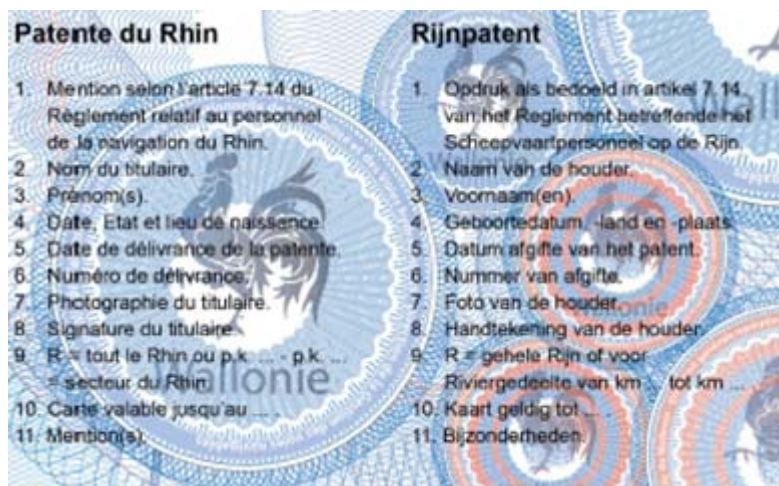 Patente du Rhin
1. Mention selon l'article 7.14 du
Règlement relatif au personnel
de la navigation du Rhin.
2. Nom du titulaire.
3. Prénom(s).
4. Date, Etat et lieu de naissance.
5. Date de délivrance de la patente.
6. Numéro de délivrance.
7. Photographie du titulaire.
8. Signature du titulaire.
9. R = tout le Rhin ou p.k. ... - p.k. ...
= secteur du Rhin
10. Carte valable jusqu'au ... .
11. Mention(s).
Rijnpatent
1. Opdruk als bedoeld in artikel 7.14
van het Reglement betreffende het
Scheepvaartpersoneel op de Rijn.
2. Naam van de houder.
3. Voornaam(en).
4. Geboortedatum, -land en -plaats.
5. Datum afgifte van het patent.
6. Nummer van afgifte.
7. Foto van de houder.
8. Handtekening van de houder.
9. R = gehele Rijn of voor
Riviergedeelte van km ... tot km ...
10. Kaart geldig tot ... .
11. Bijzonderheden.
Wallonie
Wallonie
Wallonie